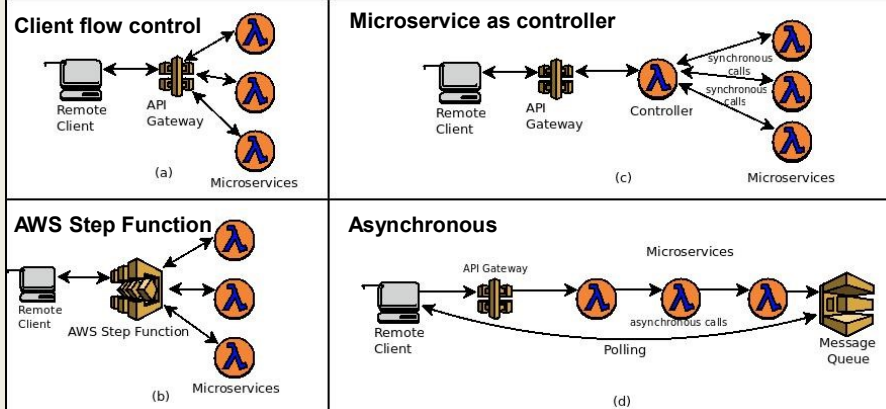 Client flow control
Remote
Client
API
Gateway
(a)
Microservices
Microservice as controller
Remote
Client
API
Gateway
Controller
synchronous
calls
synchronous
calls
(c)
Microservices
AWS Step Function
Remote
Client
AWS Step Function
Microservices
(b)
Asynchronous
Microservices
API Gateway
Remote
Client
asynchronous calls
Polling
Message
Queue
(d)